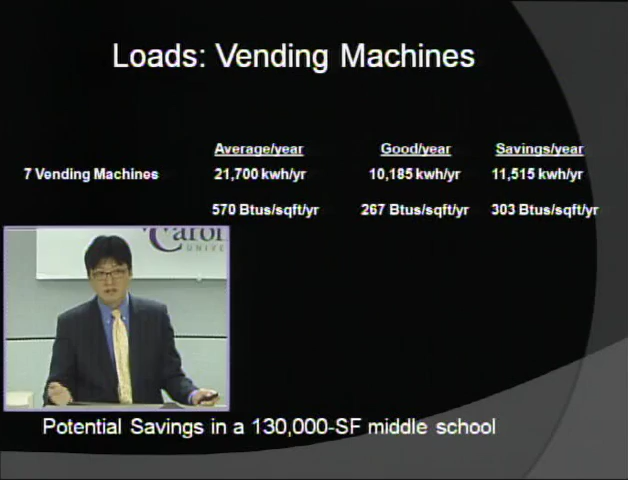 Loads: Vending Machines
Average/year Good/year Savings/year
7 Vending Machines 21,700 kwh/yr 10,185 kwh/yr 11,515 kwh/yr
570 Btus/sqft/yr 267 Btus/sqft/yr 303 Btus/sqft/yr
Potential Savings in a 130,000-SF middle school